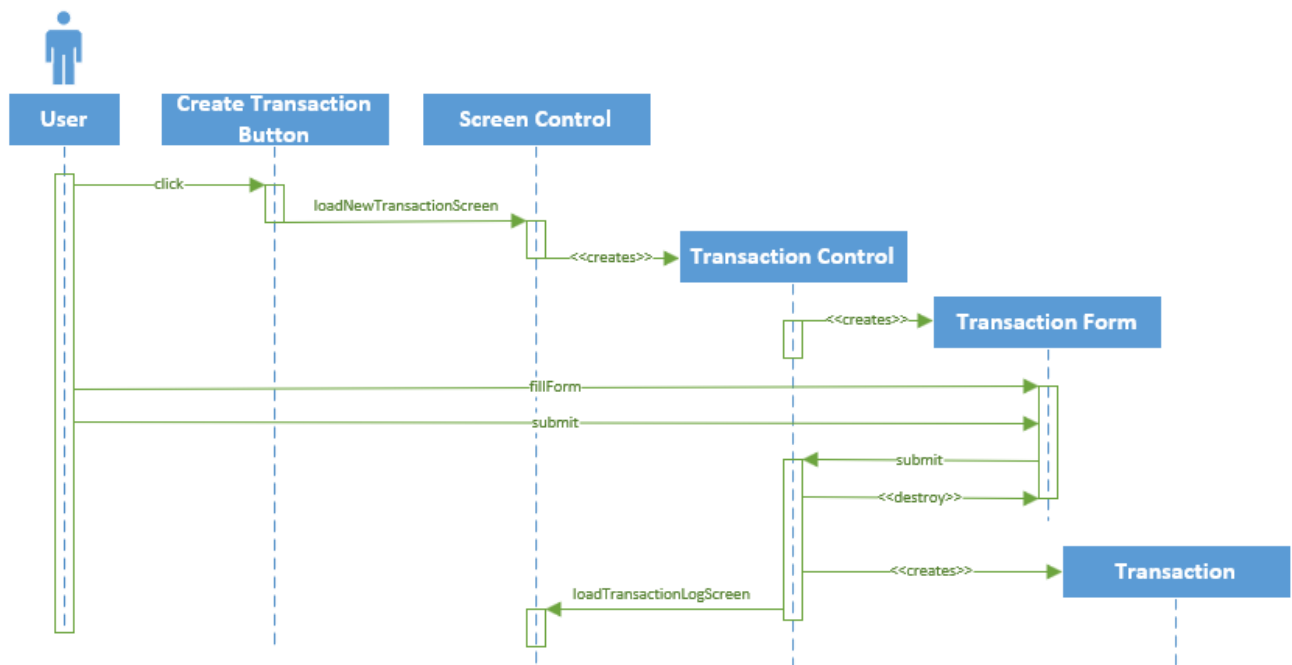 User
Create Transaction
Button
Screen Control
click
loadNewTransactionScreen
<<creates>>
Transaction Control
<<creates>>
Transaction Form
fillForm
submit
submit
<<destroy>>
<<creates>>
Transaction
loadTransactionLogScreen